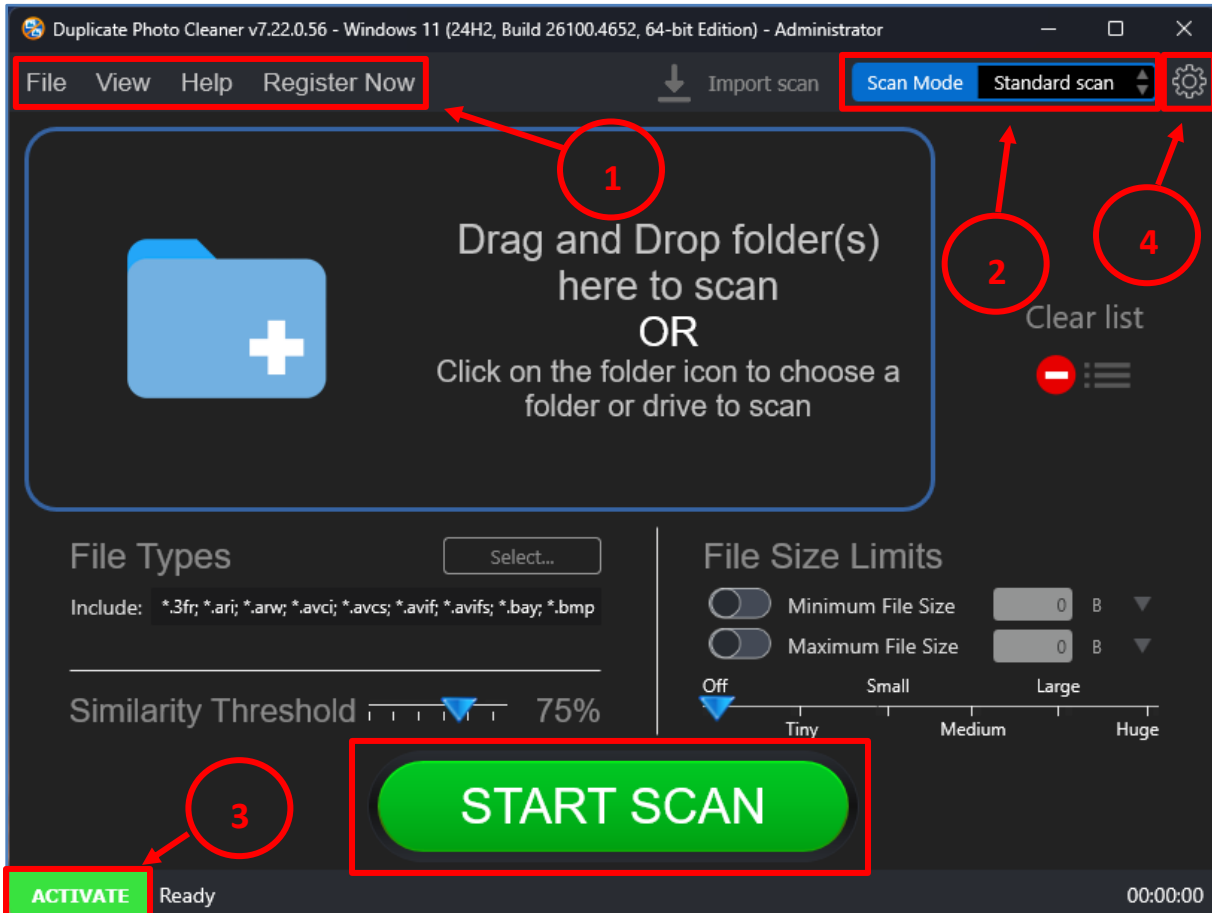 Duplicate Photo Cleaner v7.22.0.56 - Windows 11 (24H2, Build 26100.4652, 64-bit Edition) - Administrator
File View Help Register Now Import scan Scan Mode Standard scan
1
2
4
Drag and Drop folder(s)
here to scan
OR
Click on the folder icon to choose a
folder or drive to scan
Clear list
File Types Select...
Include: *.3fr; *.ari; *.arw; *.avci; *.avcs; *.avif; *.avifs; *.bay; *.bmp
Similarity Threshold 75%
File Size Limits
Minimum File Size 0 B
Maximum File Size 0 B
Off Small Large
Tiny Medium Huge
START SCAN
3
ACTIVATE Ready 00:00:00